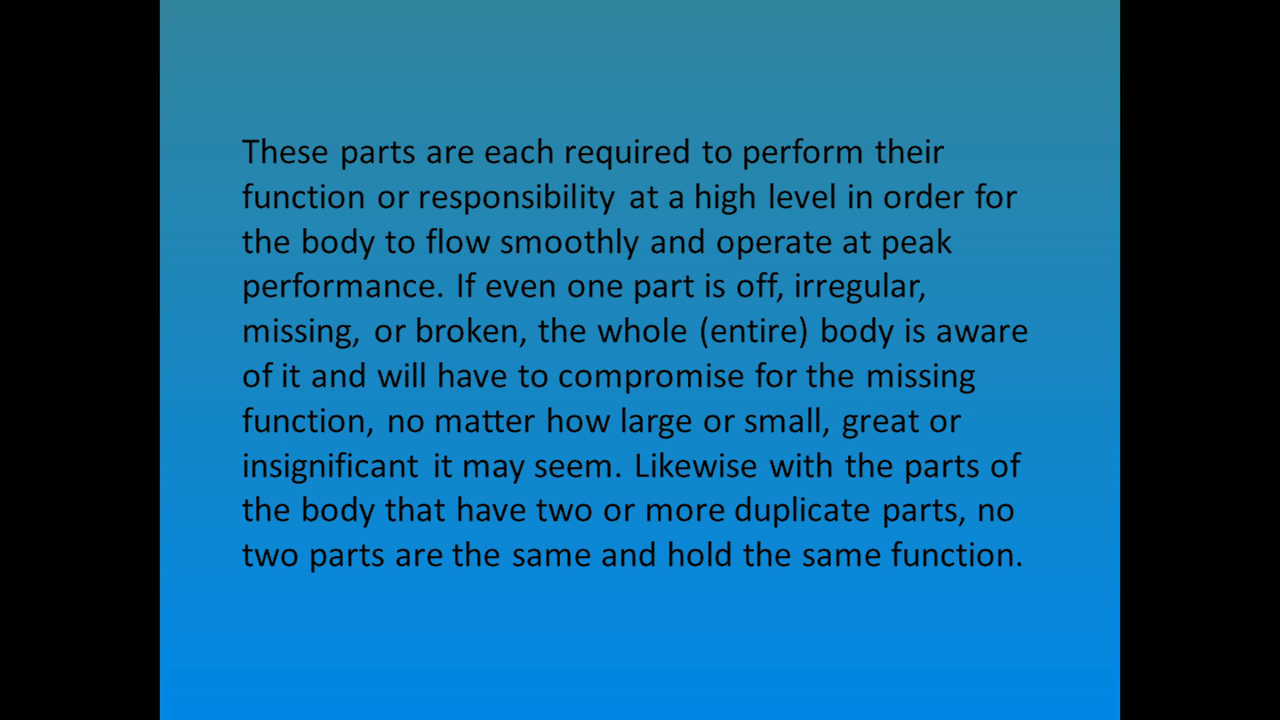 These parts are each required to perform their
function or responsibility at a high level in order for
the body to flow smoothly and operate at peak
performance. If even one part is off, irregular,
missing, or broken, the whole (entire) body is aware
of it and will have to compromise for the missing
function, no matter how large or small, great or
insignificant it may seem. Likewise with the parts of
the body that have two or more duplicate parts, no
two parts are the same and hold the same function.